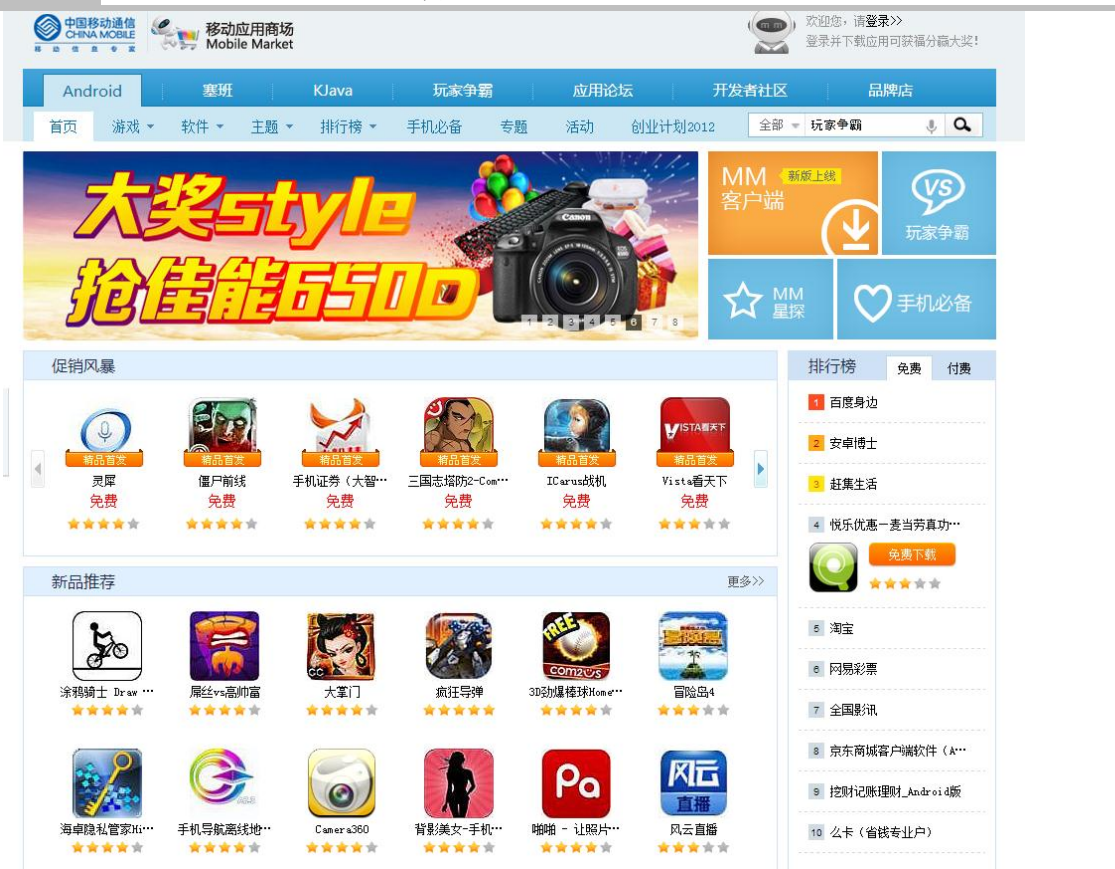 中国移动通信
CHINA MOBILE
移动信息专家
移动应用商场
Mobile Market
欢迎您，请登录>>
登录并下载应用可获福分赢大奖！
Android 塞班 KJava 玩家争霸 应用论坛 开发者社区 品牌店
首页 游戏 软件 主题 排行榜 手机必备 专题 活动 创业计划2012 全部 玩家争霸
大奖style
抢佳能650D
Canon
1 2 3 4 5 6 7 8
MM
客户端
新版上线
VS
玩家争霸
MM
星探
手机必备
促销风暴
VISTA看天下
精品首发 精品首发 精品首发 精品首发 精品首发 精品首发
灵犀 僵尸前线 手机证券（大智… 三国志塔防2-Com… ICarus战机 Vista看天下
免费 免费 免费 免费 免费 免费
新品推荐 更多>>
CC
FREE
COM2US
冒险岛
涂鸦骑士 Draw … 屌丝vs高帅富 大掌门 疯狂导弹 3D劲爆棒球Home… 冒险岛4
Pa
风云
直播
海卓隐私管家Hi… 手机导航离线地… Camera360 背影美女-手机… 啪啪 - 让照片… 风云直播
排行榜 免费 付费
1 百度身边
2 安卓博士
3 赶集生活
4 悦乐优惠—麦当劳真功…
免费下载
5 淘宝
6 网易彩票
7 全国影讯
8 京东商城客户端软件（A…
9 挖财记账理财_Android版
10 么卡（省钱专业户）